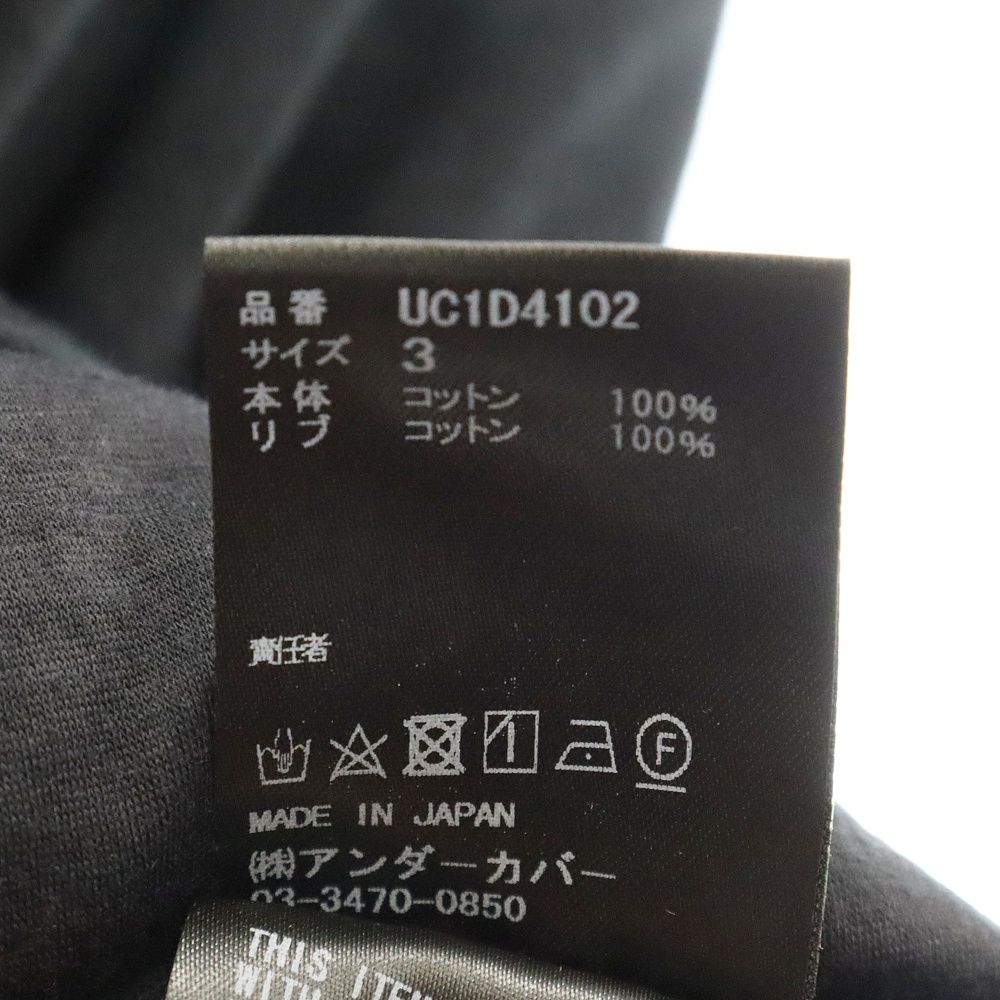 品番 UC1D4102
サイズ 3
本体 コットン 100%
リブ コットン 100%
責任者
F
MADE IN JAPAN
(株)アンダーカバー
03-3470-0850
THIS ITEM
WITH